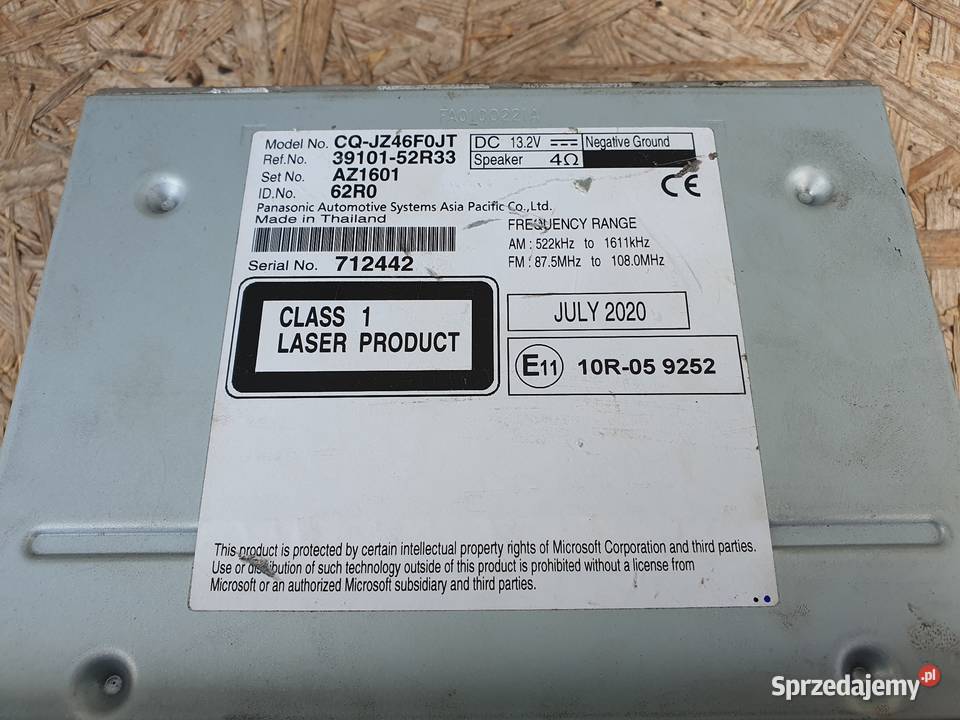 FA0L00221A
Model No. CQ-JZ46F0JT
Ref.No. 39101-52R33
Set No. AZ1601
ID.No. 62R0
DC 13.2V Negative Ground
Speaker 4Ω
CE
Panasonic Automotive Systems Asia Pacific Co.,Ltd.
Made in Thailand
Serial No. 712442
FREQUENCY RANGE
AM : 522kHz to 1611kHz
FM : 87.5MHz to 108.0MHz
CLASS 1
LASER PRODUCT
JULY 2020
E11 10R-05 9252
This product is protected by certain intellectual property rights of Microsoft Corporation and third parties.
Use or distribution of such technology outside of this product is prohibited without a license from
Microsoft or an authorized Microsoft subsidiary and third parties.
Sprzedajemy.pl